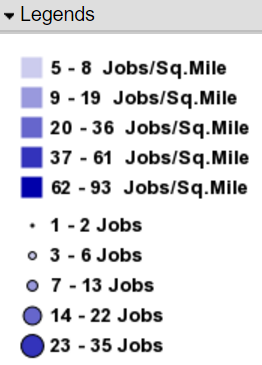 Legends
5 - 8 Jobs/Sq.Mile
9 - 19 Jobs/Sq.Mile
20 - 36 Jobs/Sq.Mile
37 - 61 Jobs/Sq.Mile
62 - 93 Jobs/Sq.Mile
1 - 2 Jobs
3 - 6 Jobs
7 - 13 Jobs
14 - 22 Jobs
23 - 35 Jobs